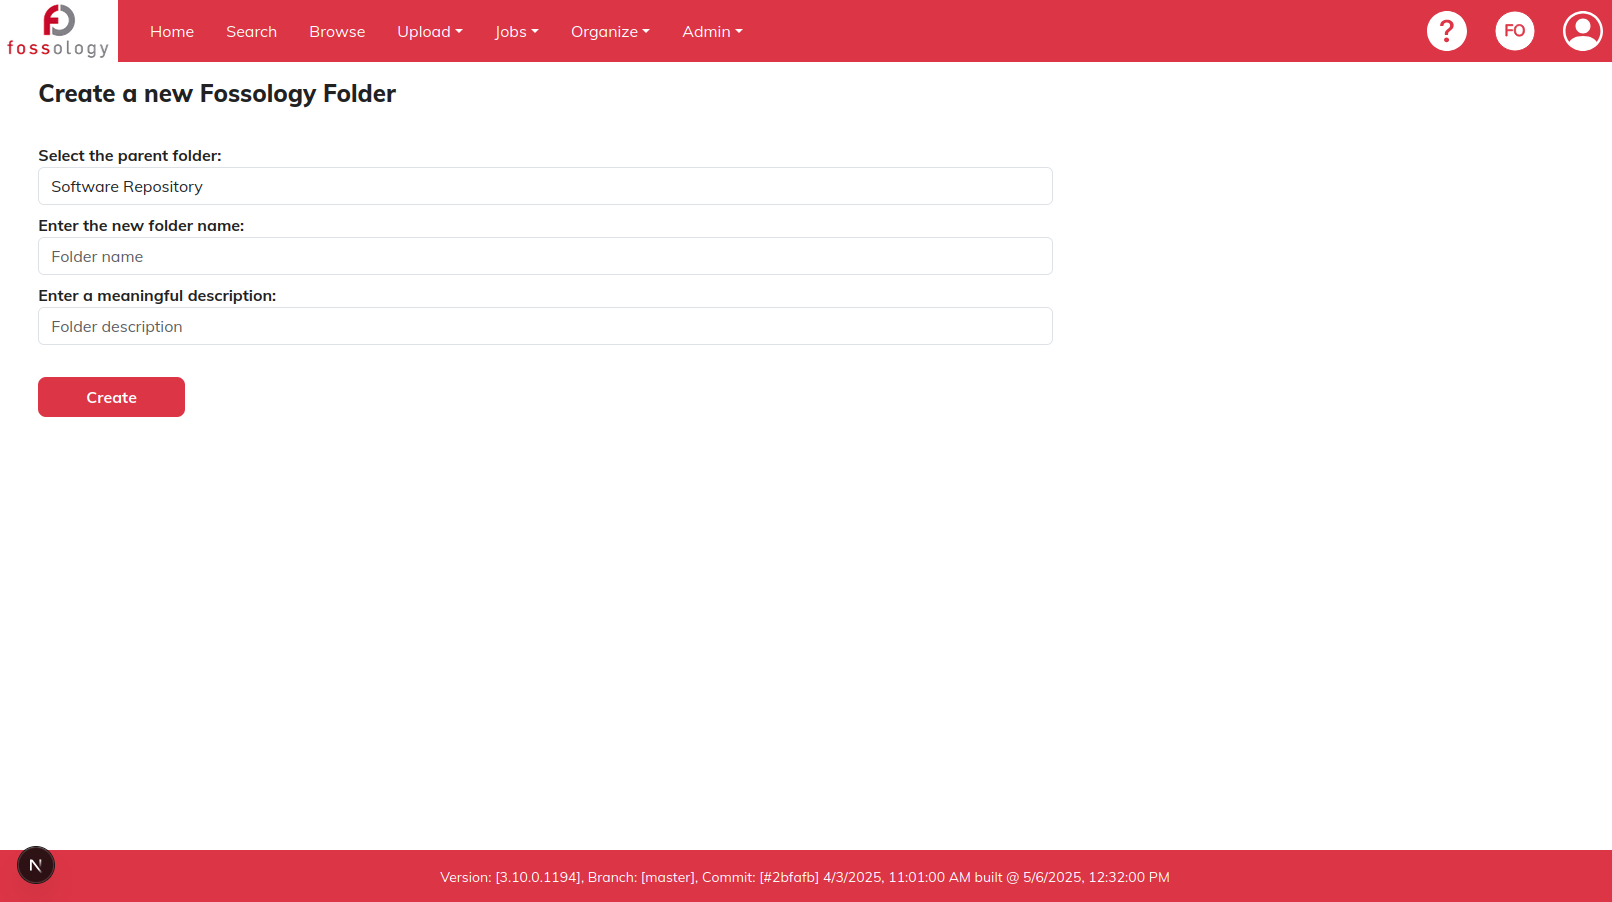 fossology
Home Search Browse Upload Jobs Organize Admin ? FO
Create a new Fossology Folder
Select the parent folder:
Software Repository
Enter the new folder name:
Folder name
Enter a meaningful description:
Folder description
Create
N
Version: [3.10.0.1194], Branch: [master], Commit: [#2bfafb] 4/3/2025, 11:01:00 AM built @ 5/6/2025, 12:32:00 PM